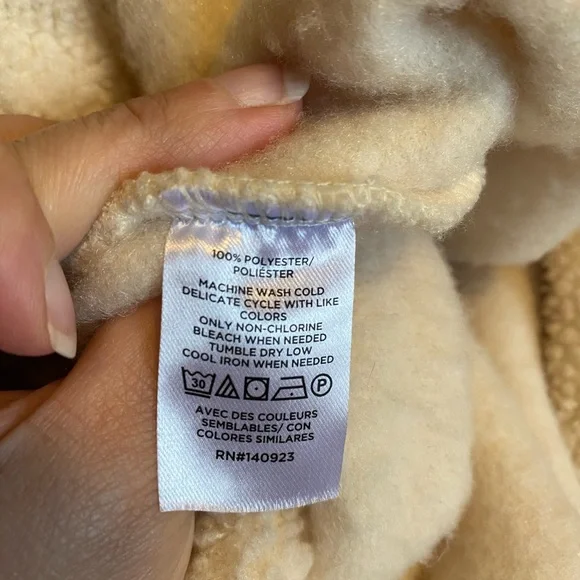 100% POLYESTER/
POLIÉSTER
MACHINE WASH COLD
DELICATE CYCLE WITH LIKE
COLORS
ONLY NON-CHLORINE
BLEACH WHEN NEEDED
TUMBLE DRY LOW
COOL IRON WHEN NEEDED
30 P
AVEC DES COULEURS
SEMBLABLES/ CON
COLORES SIMILARES
RN#140923